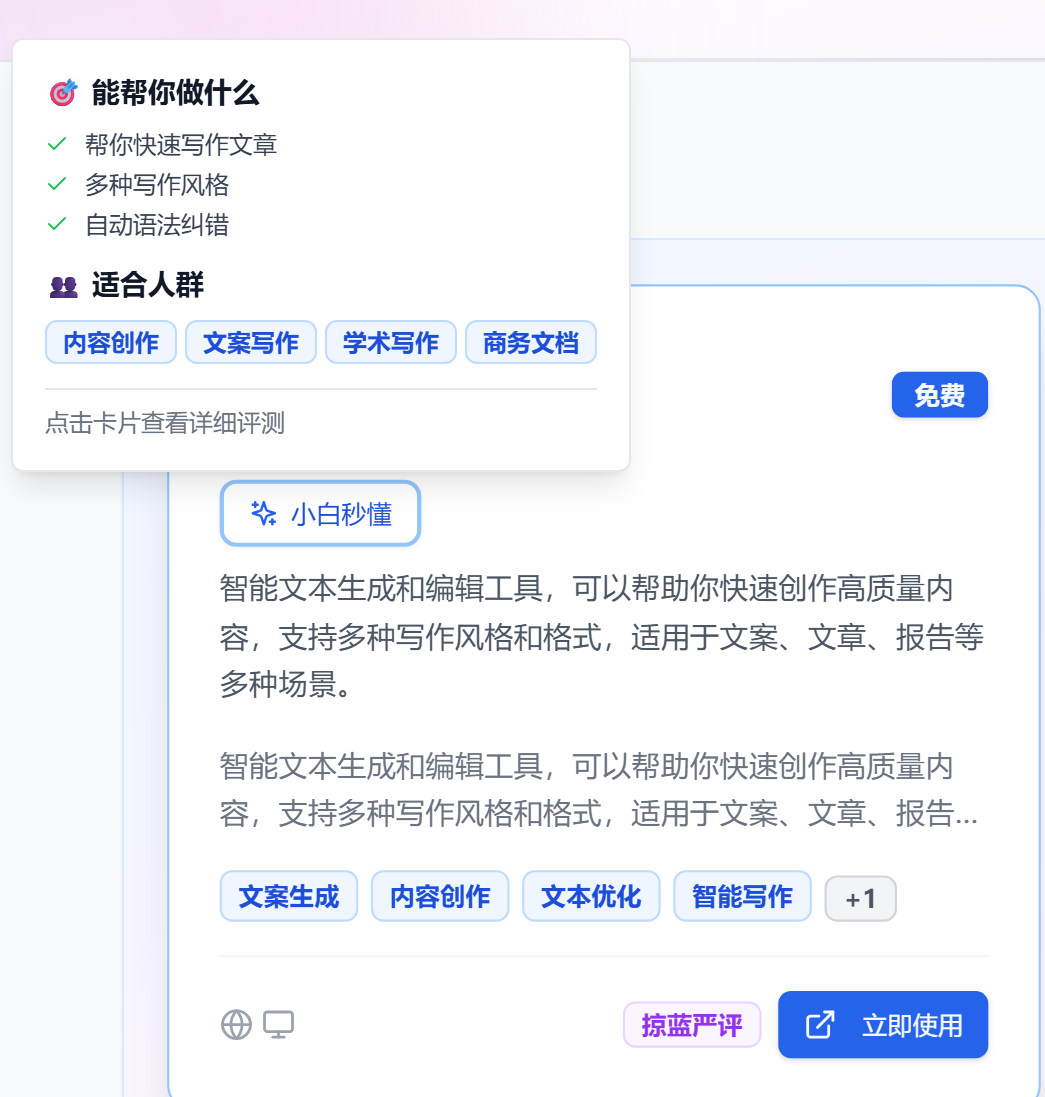 能帮你做什么
帮你快速写作文章
多种写作风格
自动语法纠错
适合人群
内容创作 文案写作 学术写作 商务文档
点击卡片查看详细评测
免费
小白秒懂
智能文本生成和编辑工具，可以帮助你快速创作高质量内
容，支持多种写作风格和格式，适用于文案、文章、报告等
多种场景。
智能文本生成和编辑工具，可以帮助你快速创作高质量内
容，支持多种写作风格和格式，适用于文案、文章、报告...
文案生成 内容创作 文本优化 智能写作 +1
掠蓝严评 立即使用